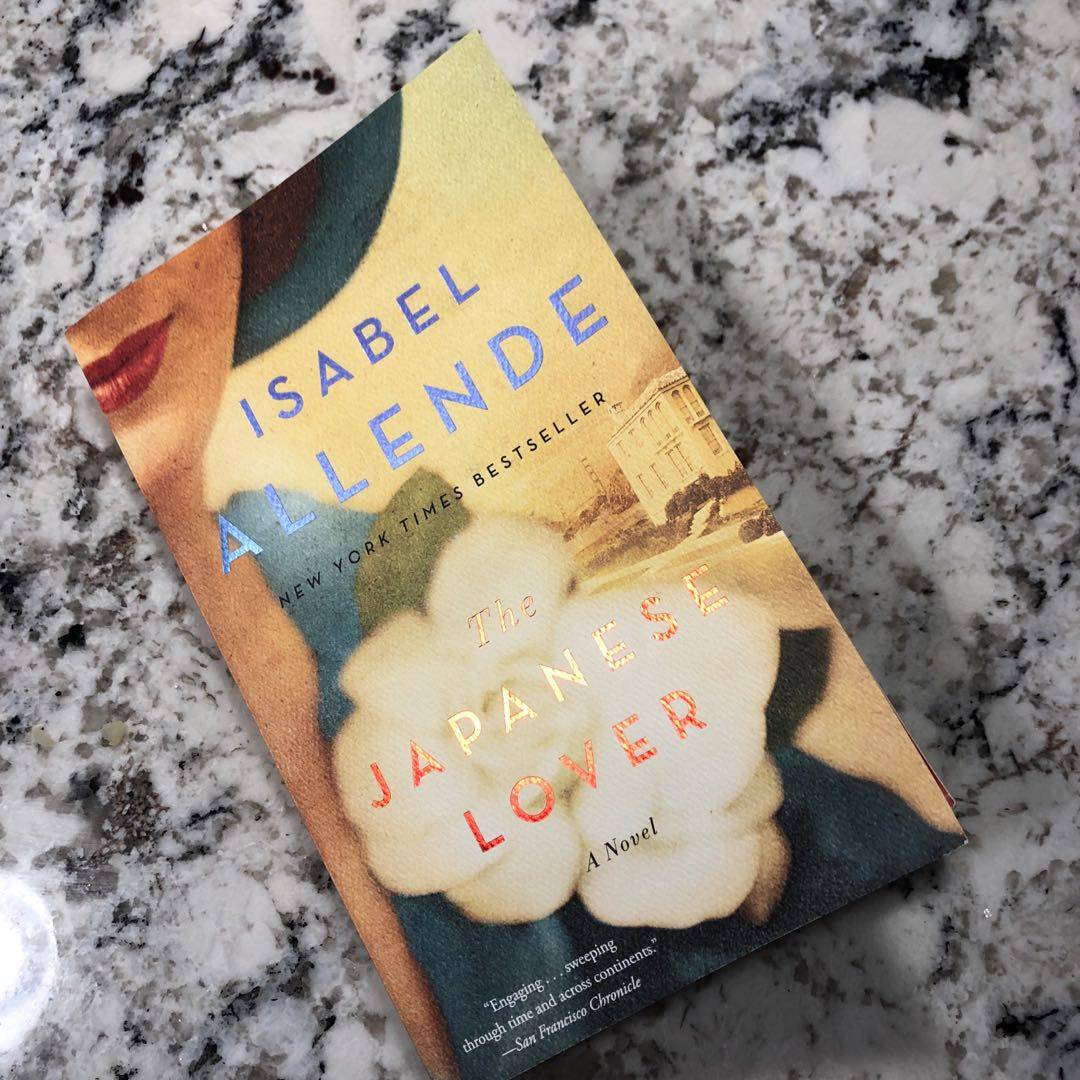 ISABEL
ALLENDE
NEW YORK TIMES BESTSELLER
The
JAPANESE
LOVER
A Novel
“Engaging . . . sweeping
through time and across continents.”
—San Francisco Chronicle